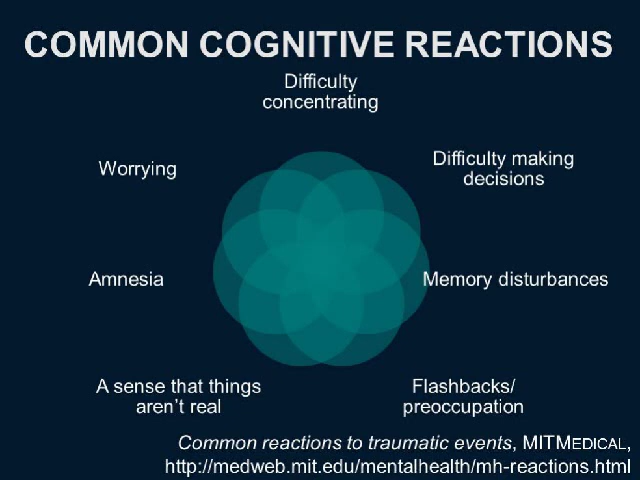 COMMON COGNITIVE REACTIONS
Difficulty
concentrating
Difficulty making
decisions
Memory disturbances
Flashbacks/
preoccupation
A sense that things
aren't real
Amnesia
Worrying
Common reactions to traumatic events, MITMEDICAL,
http://medweb.mit.edu/mentalhealth/mh-reactions.html